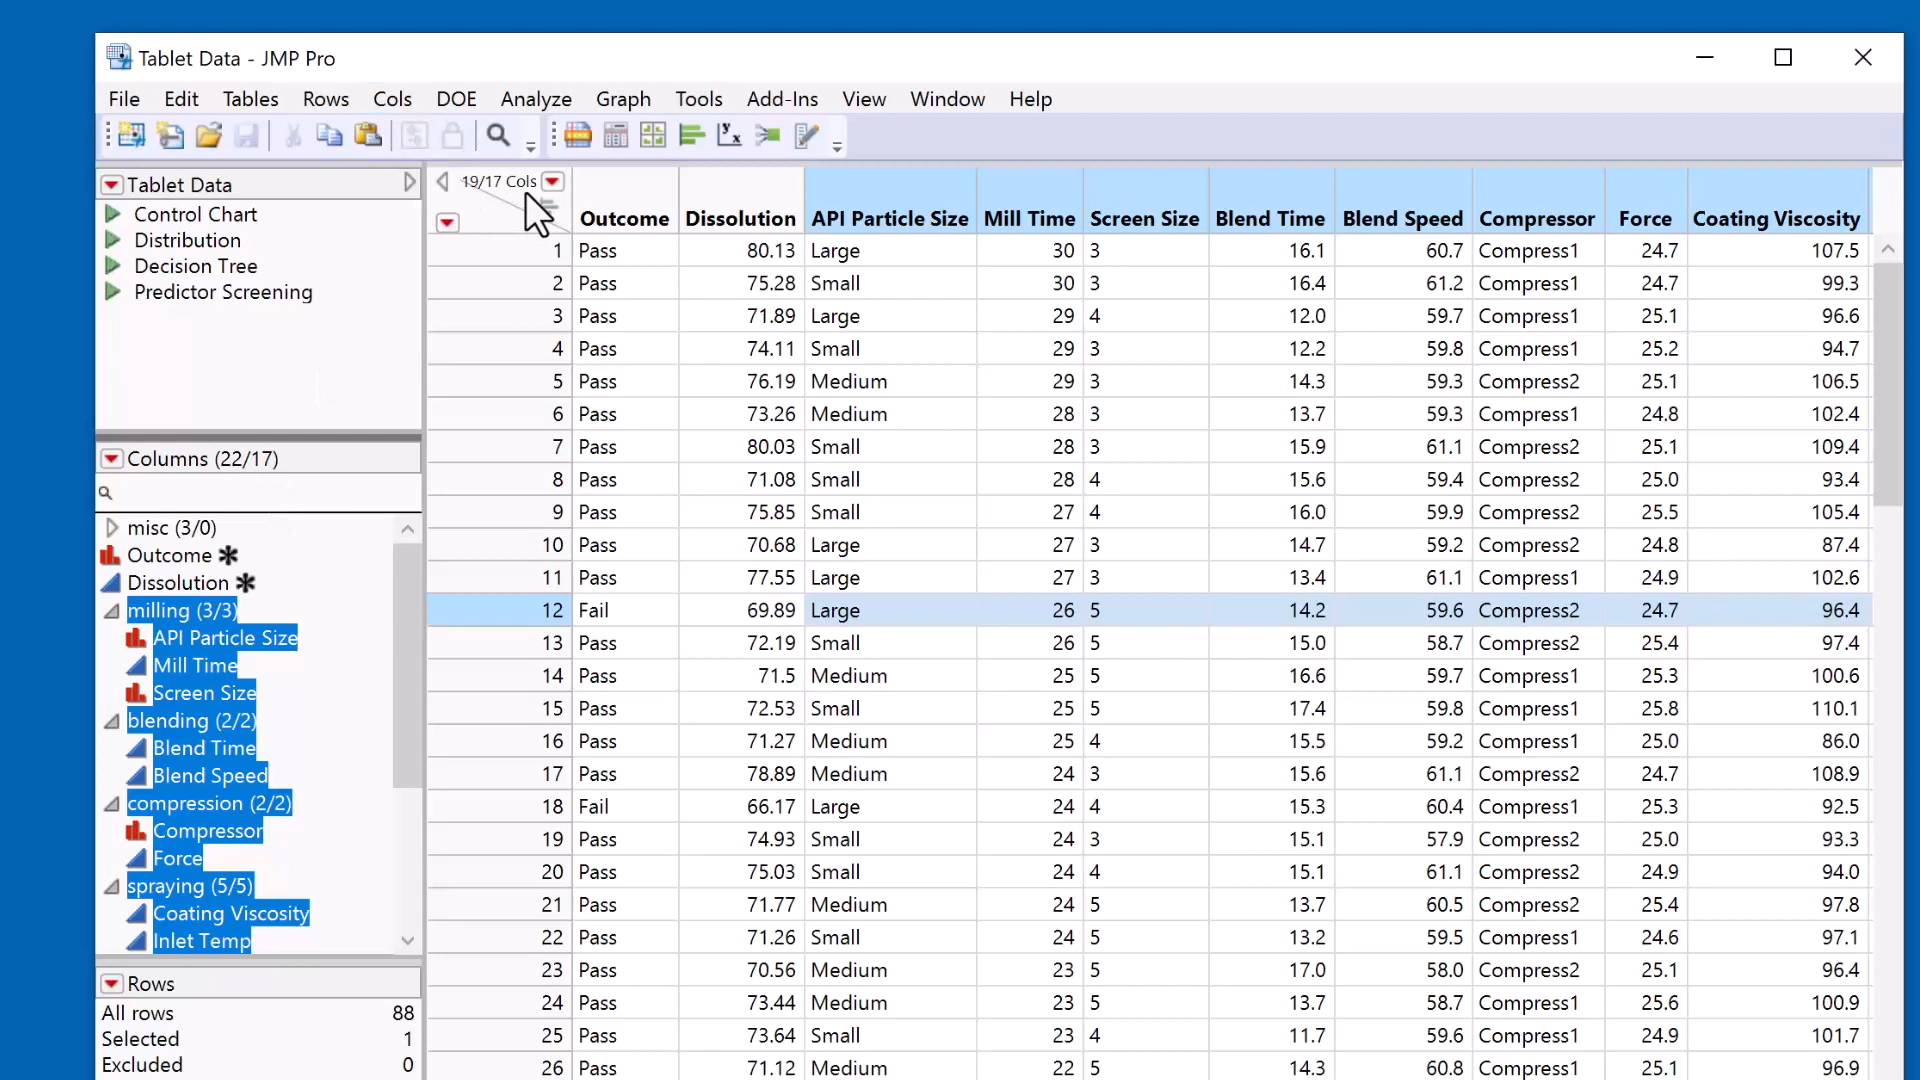 Tablet Data - JMP Pro
File Edit Tables Rows Cols DOE Analyze Graph Tools Add-Ins View Window Help
Tablet Data
Control Chart
Distribution
Decision Tree
Predictor Screening
Columns (22/17)
misc (3/0)
Outcome ✱
Dissolution ✱
milling (3/3)
API Particle Size
Mill Time
Screen Size
blending (2/2)
Blend Time
Blend Speed
compression (2/2)
Compressor
Force
spraying (5/5)
Coating Viscosity
Inlet Temp
Rows
All rows 88
Selected 1
Excluded 0
19/17 Cols
Outcome Dissolution API Particle Size Mill Time Screen Size Blend Time Blend Speed Compressor Force Coating Viscosity
1 Pass 80.13 Large 30 3 16.1 60.7 Compress1 24.7 107.5
2 Pass 75.28 Small 30 3 16.4 61.2 Compress1 24.7 99.3
3 Pass 71.89 Large 29 4 12.0 59.7 Compress1 25.1 96.6
4 Pass 74.11 Small 29 3 12.2 59.8 Compress1 25.2 94.7
5 Pass 76.19 Medium 29 3 14.3 59.3 Compress2 25.1 106.5
6 Pass 73.26 Medium 28 3 13.7 59.3 Compress1 24.8 102.4
7 Pass 80.03 Small 28 3 15.9 61.1 Compress2 25.1 109.4
8 Pass 71.08 Small 28 4 15.6 59.4 Compress2 25.0 93.4
9 Pass 75.85 Small 27 4 16.0 59.9 Compress2 25.5 105.4
10 Pass 70.68 Large 27 3 14.7 59.2 Compress2 24.8 87.4
11 Pass 77.55 Large 27 3 13.4 61.1 Compress2 24.9 102.6
12 Fail 69.89 Large 26 5 14.2 59.6 Compress2 24.7 96.4
13 Pass 72.19 Small 26 5 15.0 58.7 Compress2 25.4 97.4
14 Pass 71.5 Medium 25 5 16.6 59.7 Compress1 25.3 100.6
15 Pass 72.53 Small 25 5 17.4 59.8 Compress1 25.8 110.1
16 Pass 71.27 Medium 25 4 15.5 59.2 Compress1 25.0 86.0
17 Pass 78.89 Medium 24 3 15.6 61.1 Compress2 24.7 108.9
18 Fail 66.17 Large 24 4 15.3 60.4 Compress1 25.3 92.5
19 Pass 74.93 Small 24 3 15.1 57.9 Compress2 25.0 93.3
20 Pass 75.03 Small 24 4 15.1 61.1 Compress2 24.9 94.0
21 Pass 71.77 Medium 24 5 13.7 60.5 Compress2 25.4 97.8
22 Pass 71.26 Small 24 5 13.2 59.5 Compress1 24.6 97.1
23 Pass 70.56 Medium 23 5 17.0 58.0 Compress2 25.1 96.4
24 Pass 73.44 Medium 23 5 13.7 58.7 Compress1 25.6 100.9
25 Pass 73.64 Small 23 4 11.7 59.6 Compress1 24.9 101.7
26 Pass 71.12 Medium 22 5 14.3 60.8 Compress1 25.1 96.9